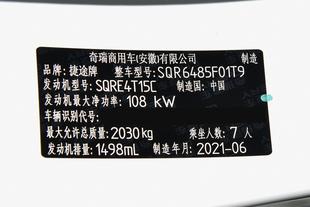 奇瑞商用车(安徽)有限公司 制造
品牌:捷途牌 整车型号:SQR6485F01T9
发动机型号:SQRE4T15C 制造国:中国
发动机最大净功率:108 kW
车辆识别代号:
最大允许总质量:2030kg 乘坐人数:7人
发动机排量:1498mL 制造年月:2021-06